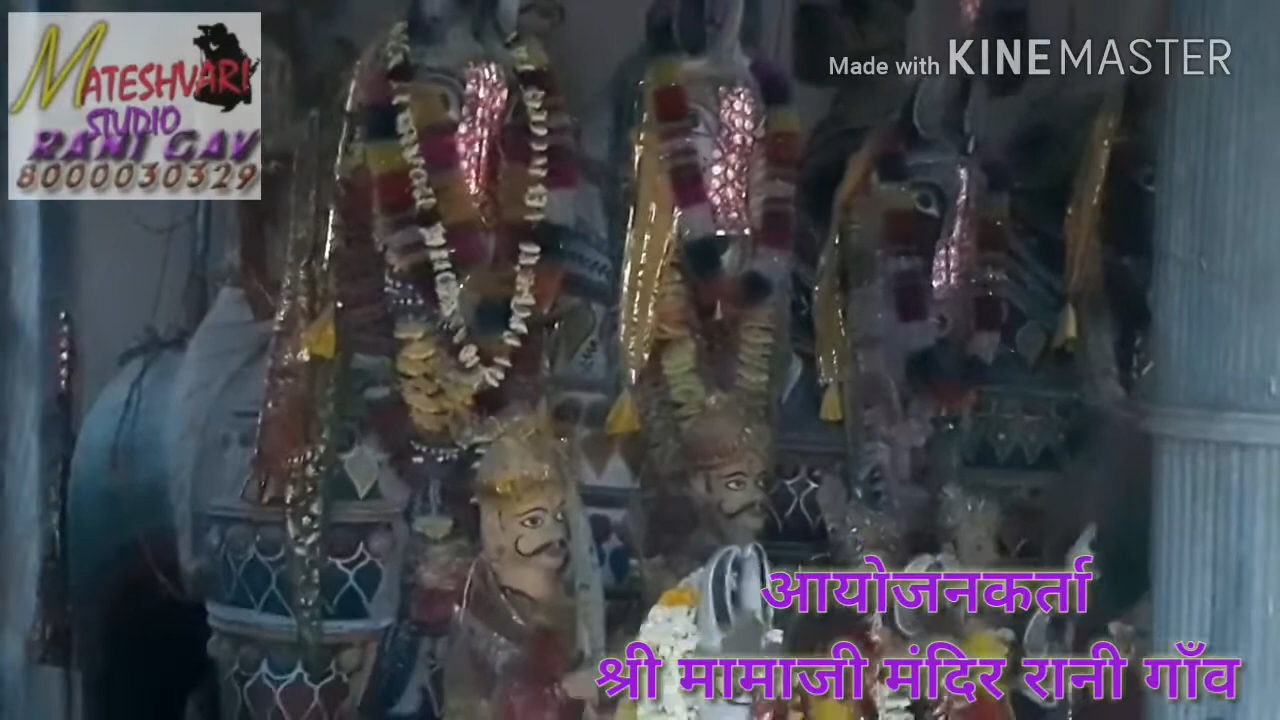 MATESHVARI
STUDIO
RANI GAV
8000030329
Made with KINEMASTER
आयोजनकर्ता
श्री मामाजी मंदिर रानी गाँव